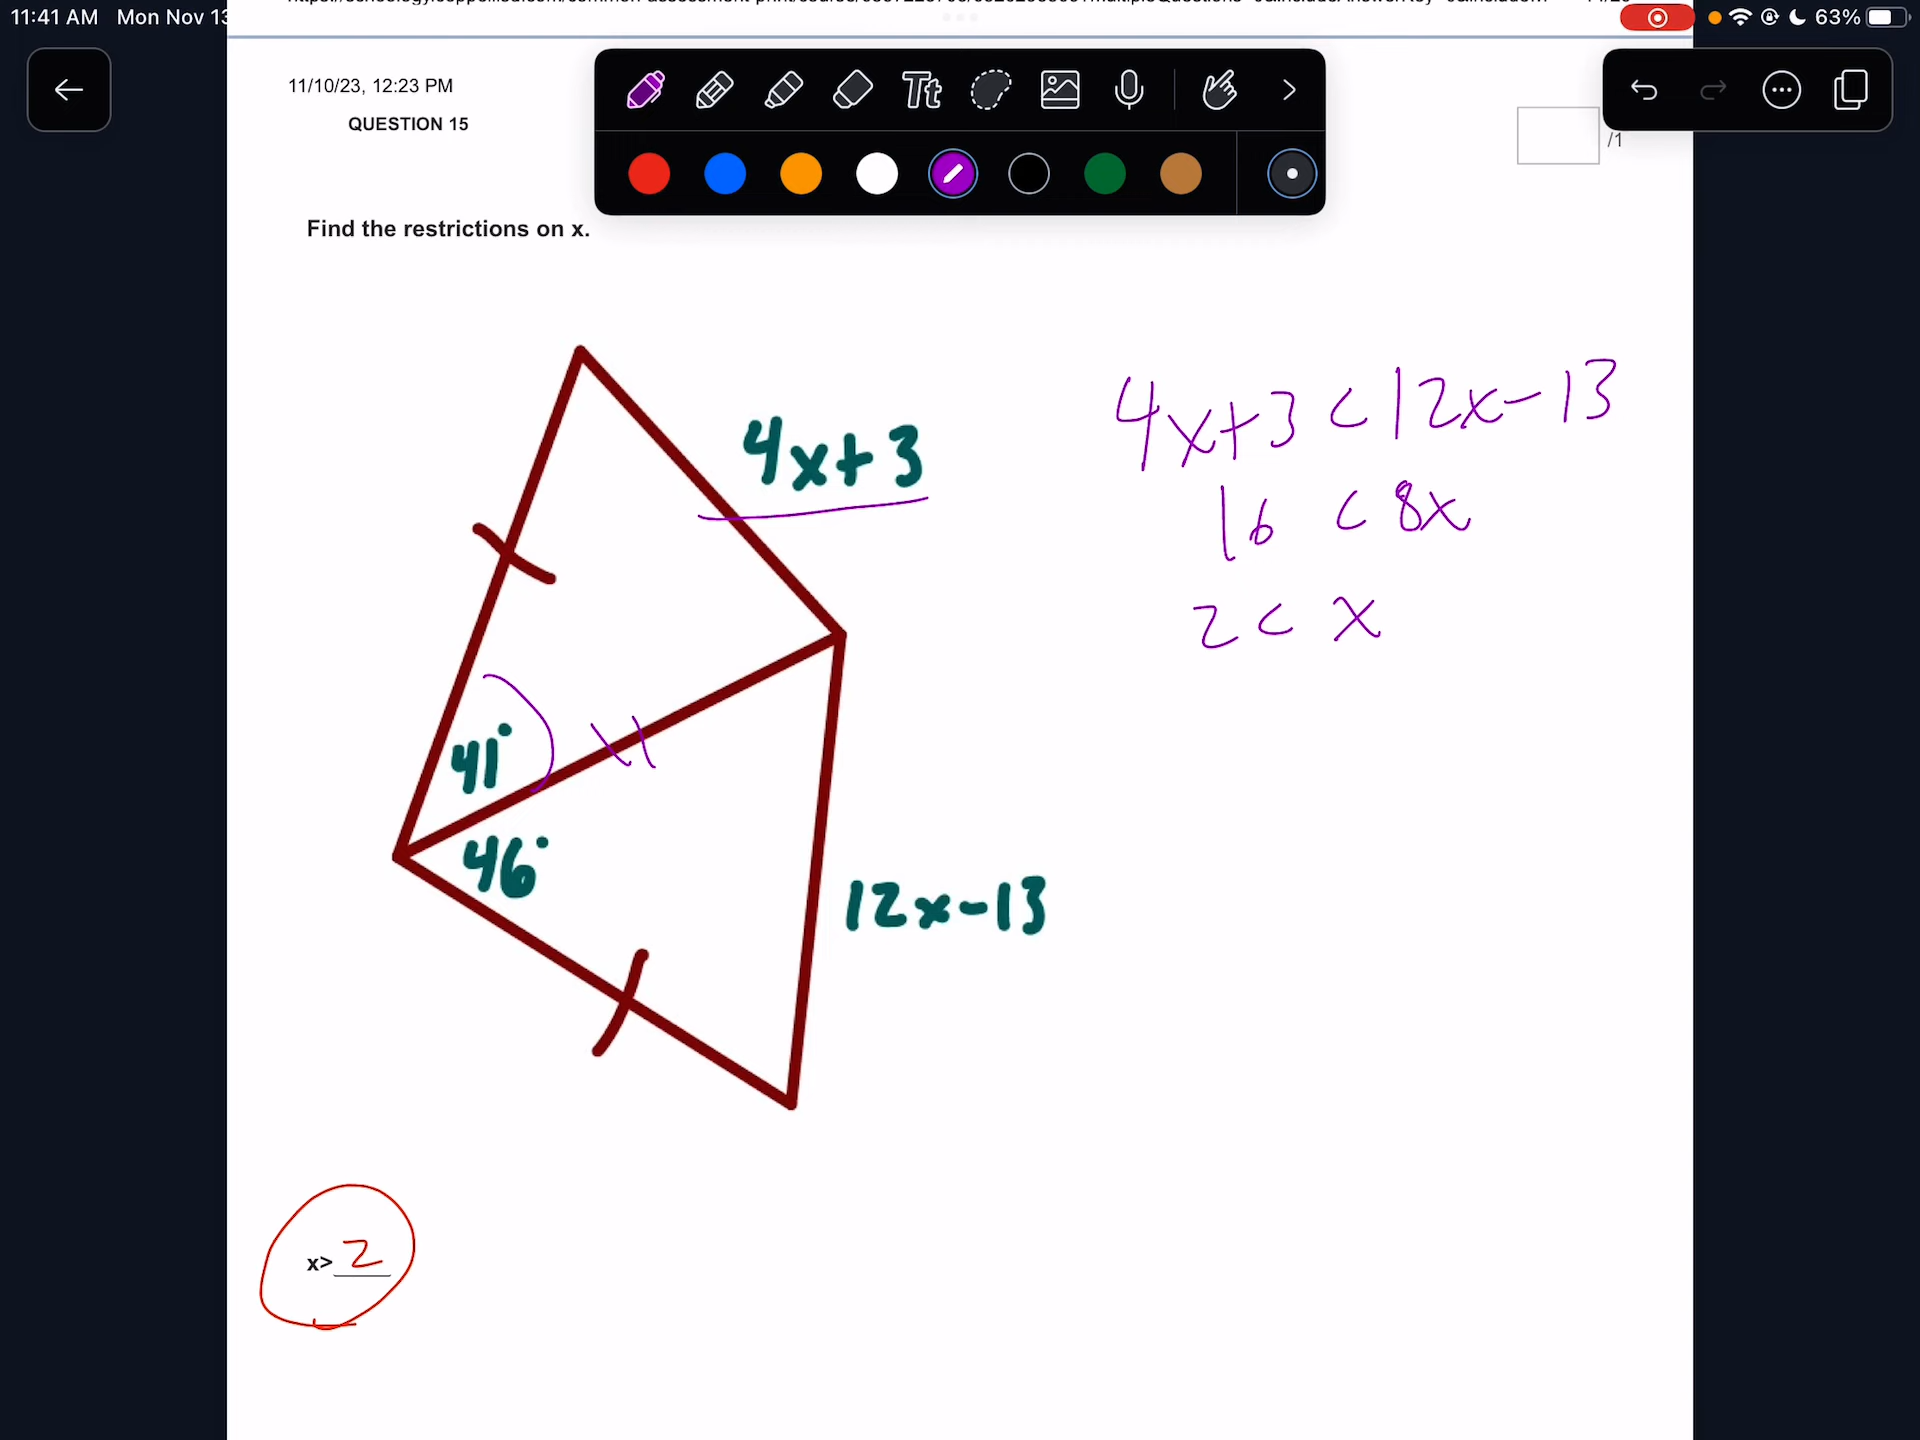 11:41 AM Mon Nov 13
63%
11/10/23, 12:23 PM
QUESTION 15
Tt
/1
Find the restrictions on x.
4x+3
4x+3 < 12x-13
16 < 8x
2 < x
41°
46°
12x-13
x> 2